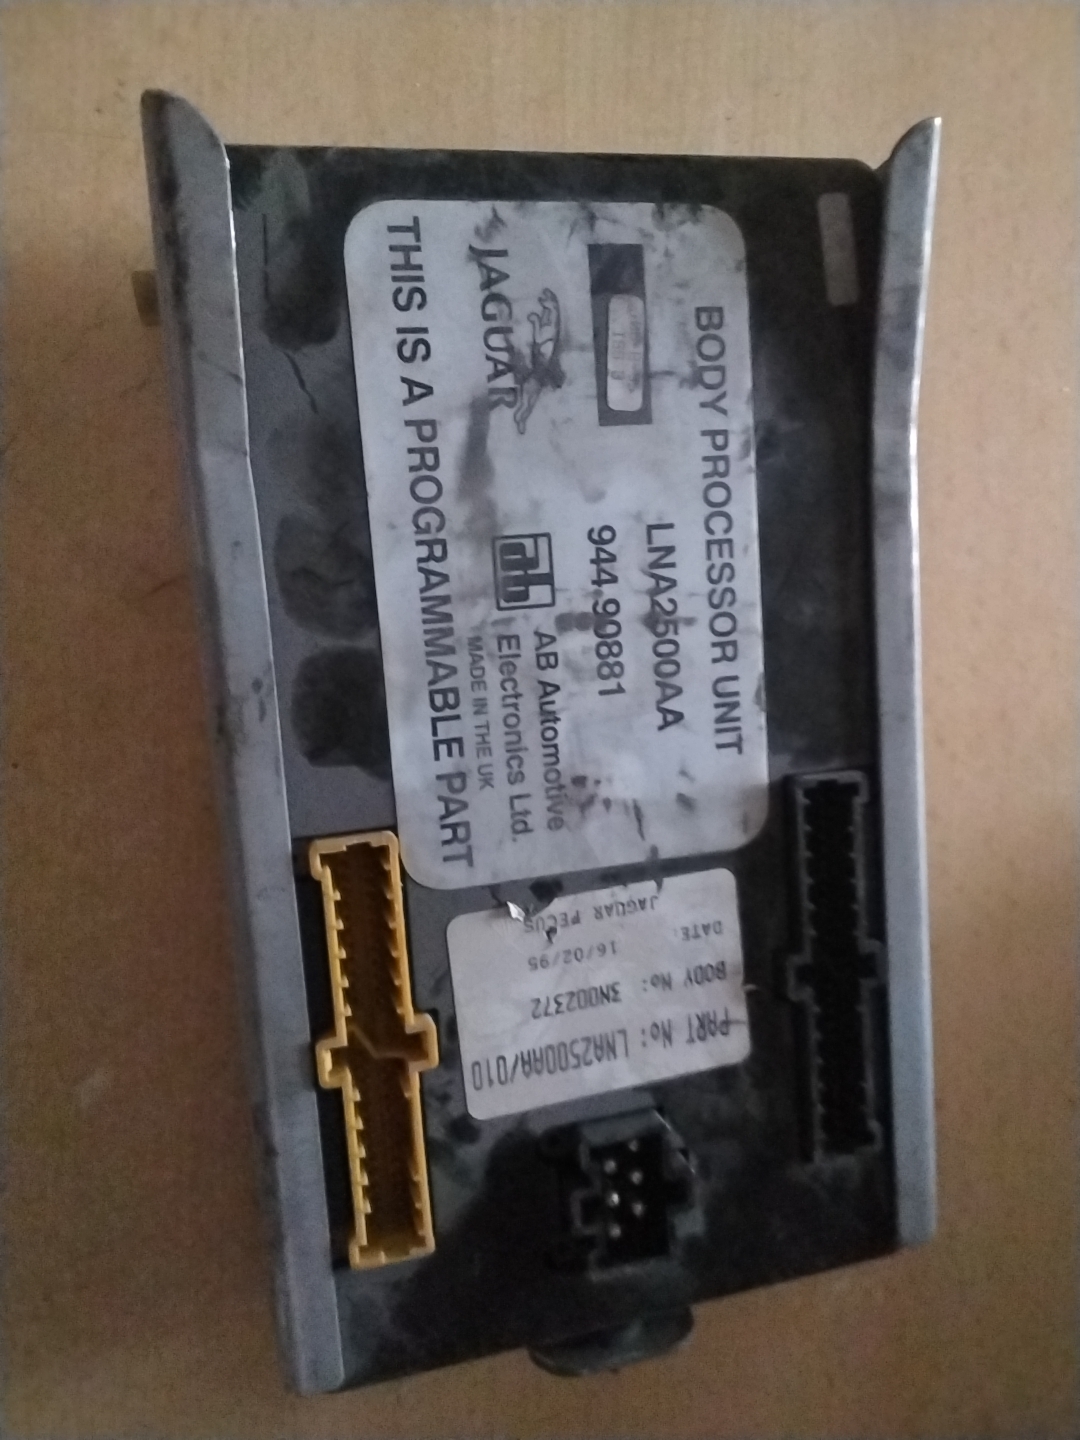 BODY PROCESSOR UNIT
LNA2500AA
944.90881
JAGUAR
ab
AB Automotive
Electronics Ltd.
MADE IN THE UK
THIS IS A PROGRAMMABLE PART
PART No: LNA2500AA/010
BODY No: 3N002372
DATE: 16/02/95
JAGUAR PECUS